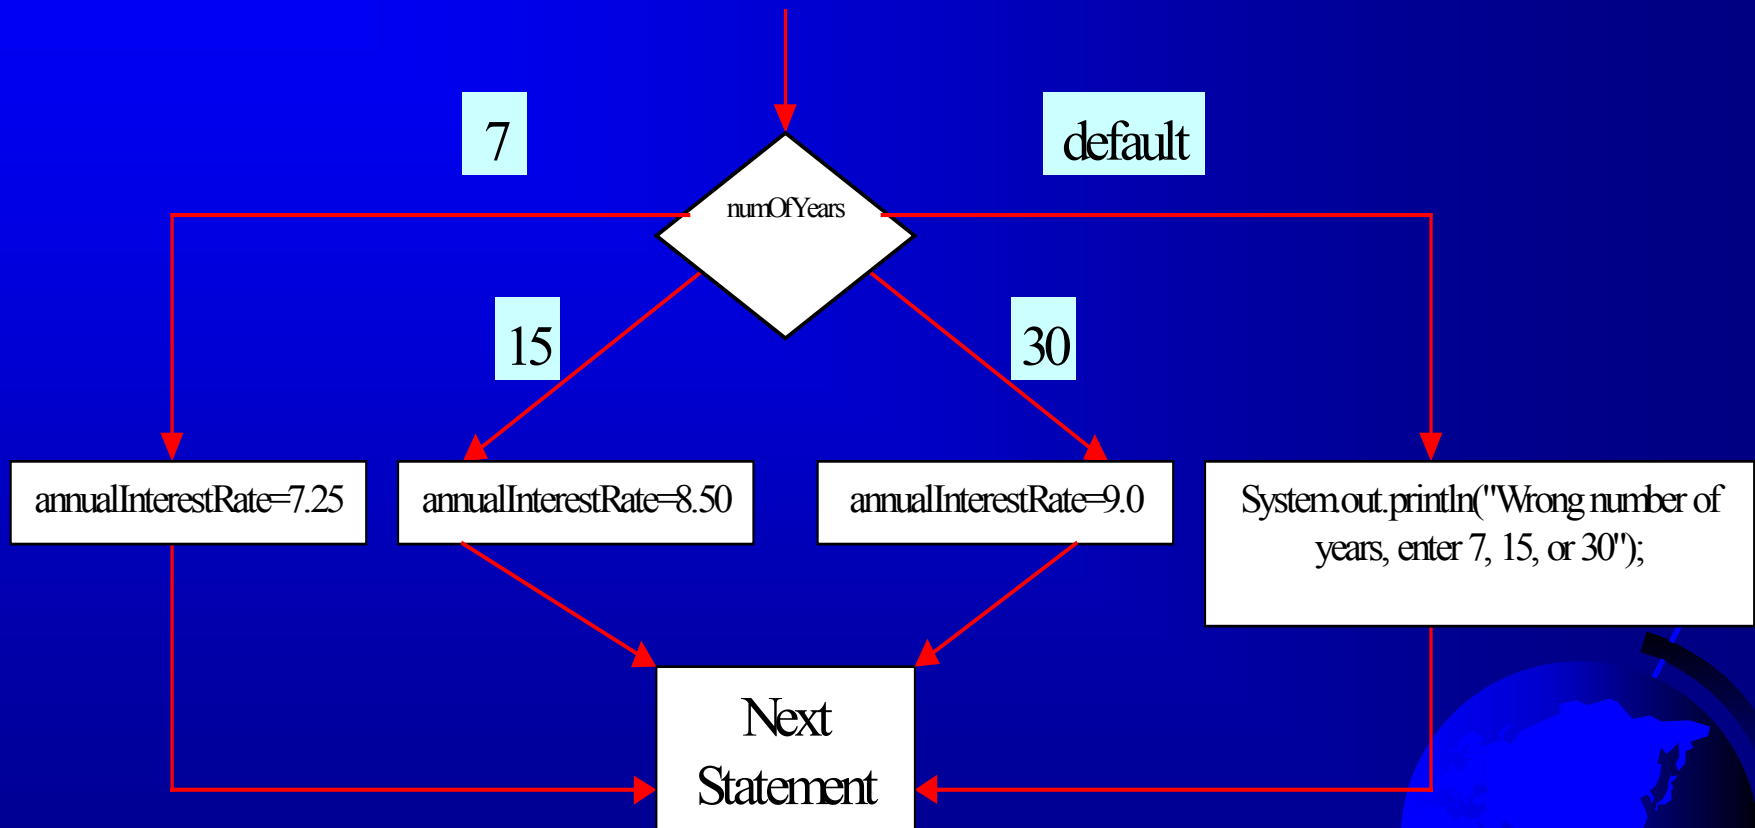 7
default
numOfYears
15
30
annualInterestRate=7.25
annualInterestRate=8.50
annualInterestRate=9.0
System.out.println("Wrong number of
years, enter 7, 15, or 30");
Next
Statement